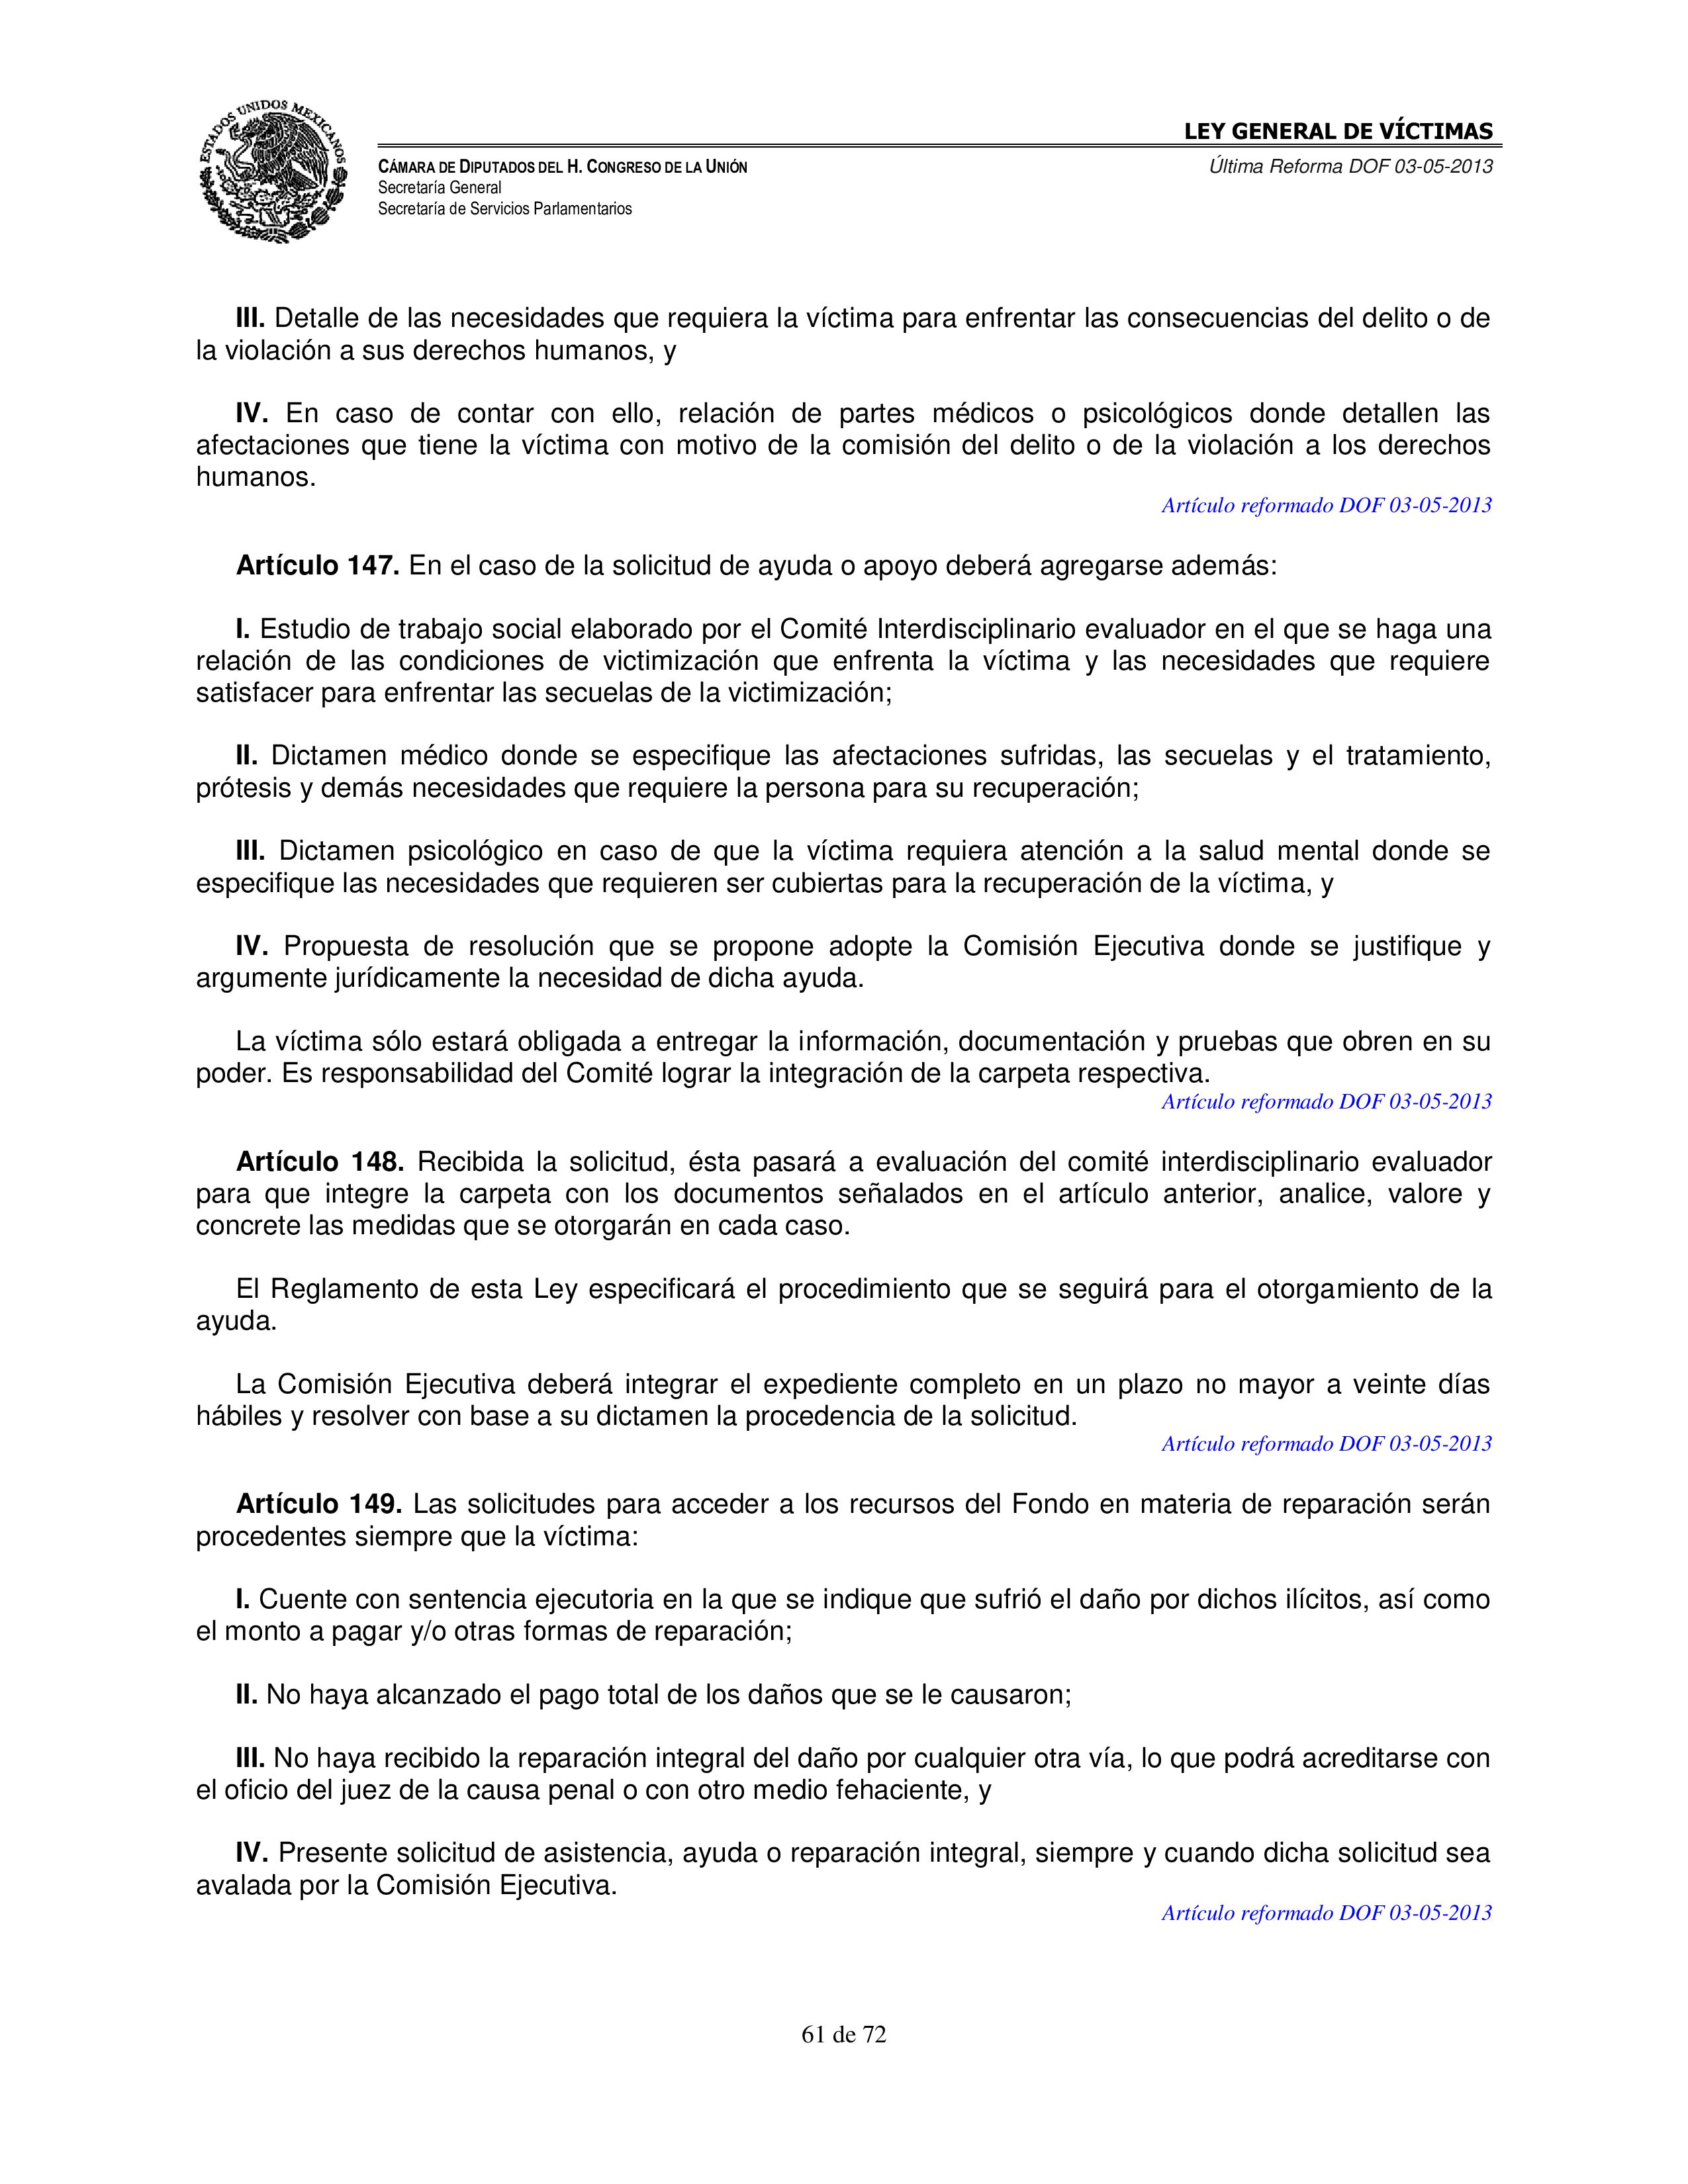 ESTADOS UNIDOS MEXICANOS
LEY GENERAL DE VÍCTIMAS
CÁMARA DE DIPUTADOS DEL H. CONGRESO DE LA UNIÓN
Última Reforma DOF 03-05-2013
Secretaría General
Secretaría de Servicios Parlamentarios
III. Detalle de las necesidades que requiera la víctima para enfrentar las consecuencias del delito o de
la violación a sus derechos humanos, y
IV. En caso de contar con ello, relación de partes médicos o psicológicos donde detallen las
afectaciones que tiene la víctima con motivo de la comisión del delito o de la violación a los derechos
humanos.
Artículo reformado DOF 03-05-2013
Artículo 147. En el caso de la solicitud de ayuda o apoyo deberá agregarse además:
I. Estudio de trabajo social elaborado por el Comité Interdisciplinario evaluador en el que se haga una
relación de las condiciones de victimización que enfrenta la víctima y las necesidades que requiere
satisfacer para enfrentar las secuelas de la victimización;
II. Dictamen médico donde se especifique las afectaciones sufridas, las secuelas y el tratamiento,
prótesis y demás necesidades que requiere la persona para su recuperación;
III. Dictamen psicológico en caso de que la víctima requiera atención a la salud mental donde se
especifique las necesidades que requieren ser cubiertas para la recuperación de la víctima, y
IV. Propuesta de resolución que se propone adopte la Comisión Ejecutiva donde se justifique y
argumente jurídicamente la necesidad de dicha ayuda.
La víctima sólo estará obligada a entregar la información, documentación y pruebas que obren en su
poder. Es responsabilidad del Comité lograr la integración de la carpeta respectiva.
Artículo reformado DOF 03-05-2013
Artículo 148. Recibida la solicitud, ésta pasará a evaluación del comité interdisciplinario evaluador
para que integre la carpeta con los documentos señalados en el artículo anterior, analice, valore y
concrete las medidas que se otorgarán en cada caso.
El Reglamento de esta Ley especificará el procedimiento que se seguirá para el otorgamiento de la
ayuda.
La Comisión Ejecutiva deberá integrar el expediente completo en un plazo no mayor a veinte días
hábiles y resolver con base a su dictamen la procedencia de la solicitud.
Artículo reformado DOF 03-05-2013
Artículo 149. Las solicitudes para acceder a los recursos del Fondo en materia de reparación serán
procedentes siempre que la víctima:
I. Cuente con sentencia ejecutoria en la que se indique que sufrió el daño por dichos ilícitos, así como
el monto a pagar y/o otras formas de reparación;
II. No haya alcanzado el pago total de los daños que se le causaron;
III. No haya recibido la reparación integral del daño por cualquier otra vía, lo que podrá acreditarse con
el oficio del juez de la causa penal o con otro medio fehaciente, y
IV. Presente solicitud de asistencia, ayuda o reparación integral, siempre y cuando dicha solicitud sea
avalada por la Comisión Ejecutiva.
Artículo reformado DOF 03-05-2013
61 de 72